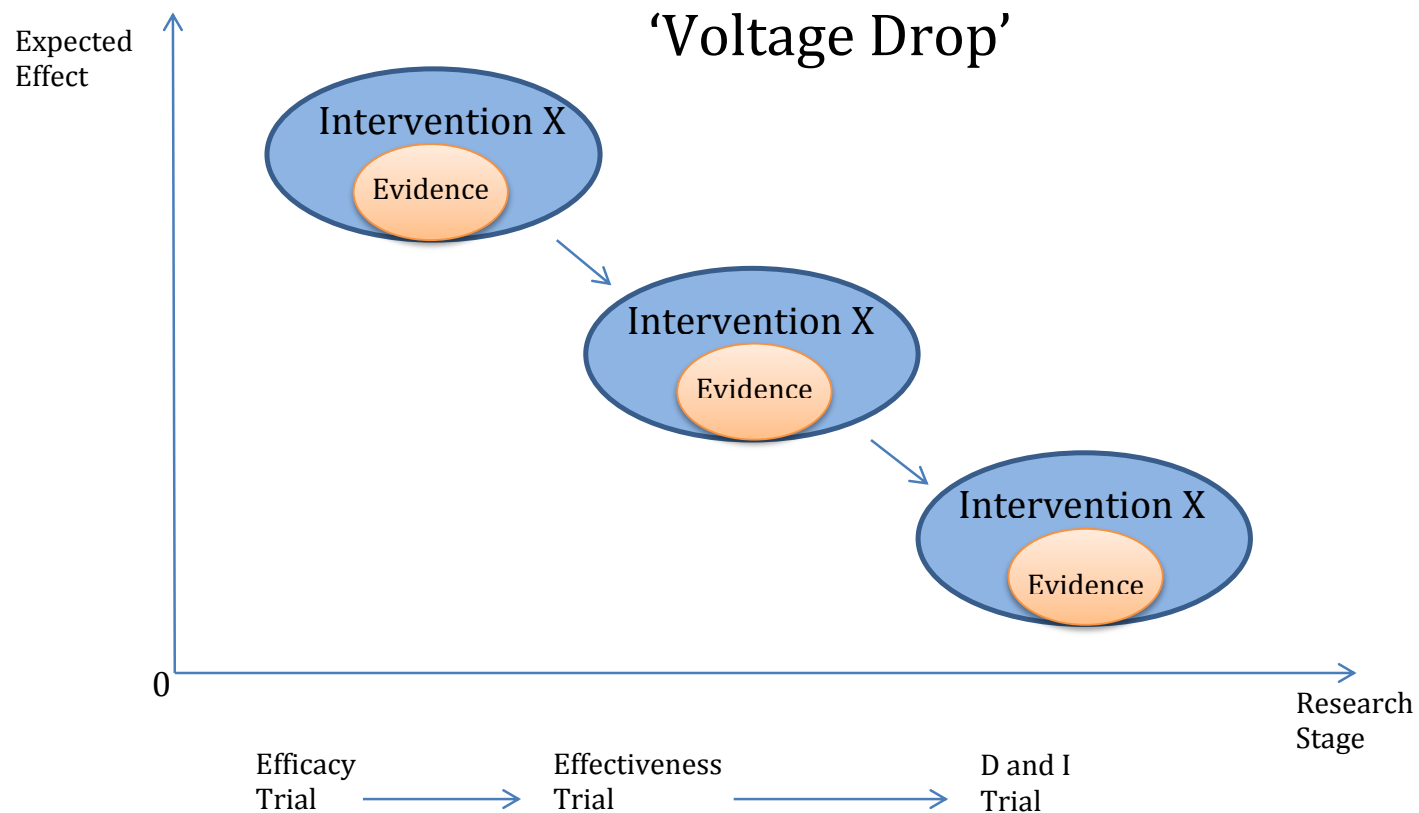 ‘Voltage Drop’
Expected
Effect
Intervention X
Evidence
Intervention X
Evidence
Intervention X
Evidence
0
Research
Stage
Efficacy
Trial
Effectiveness
Trial
D and I
Trial